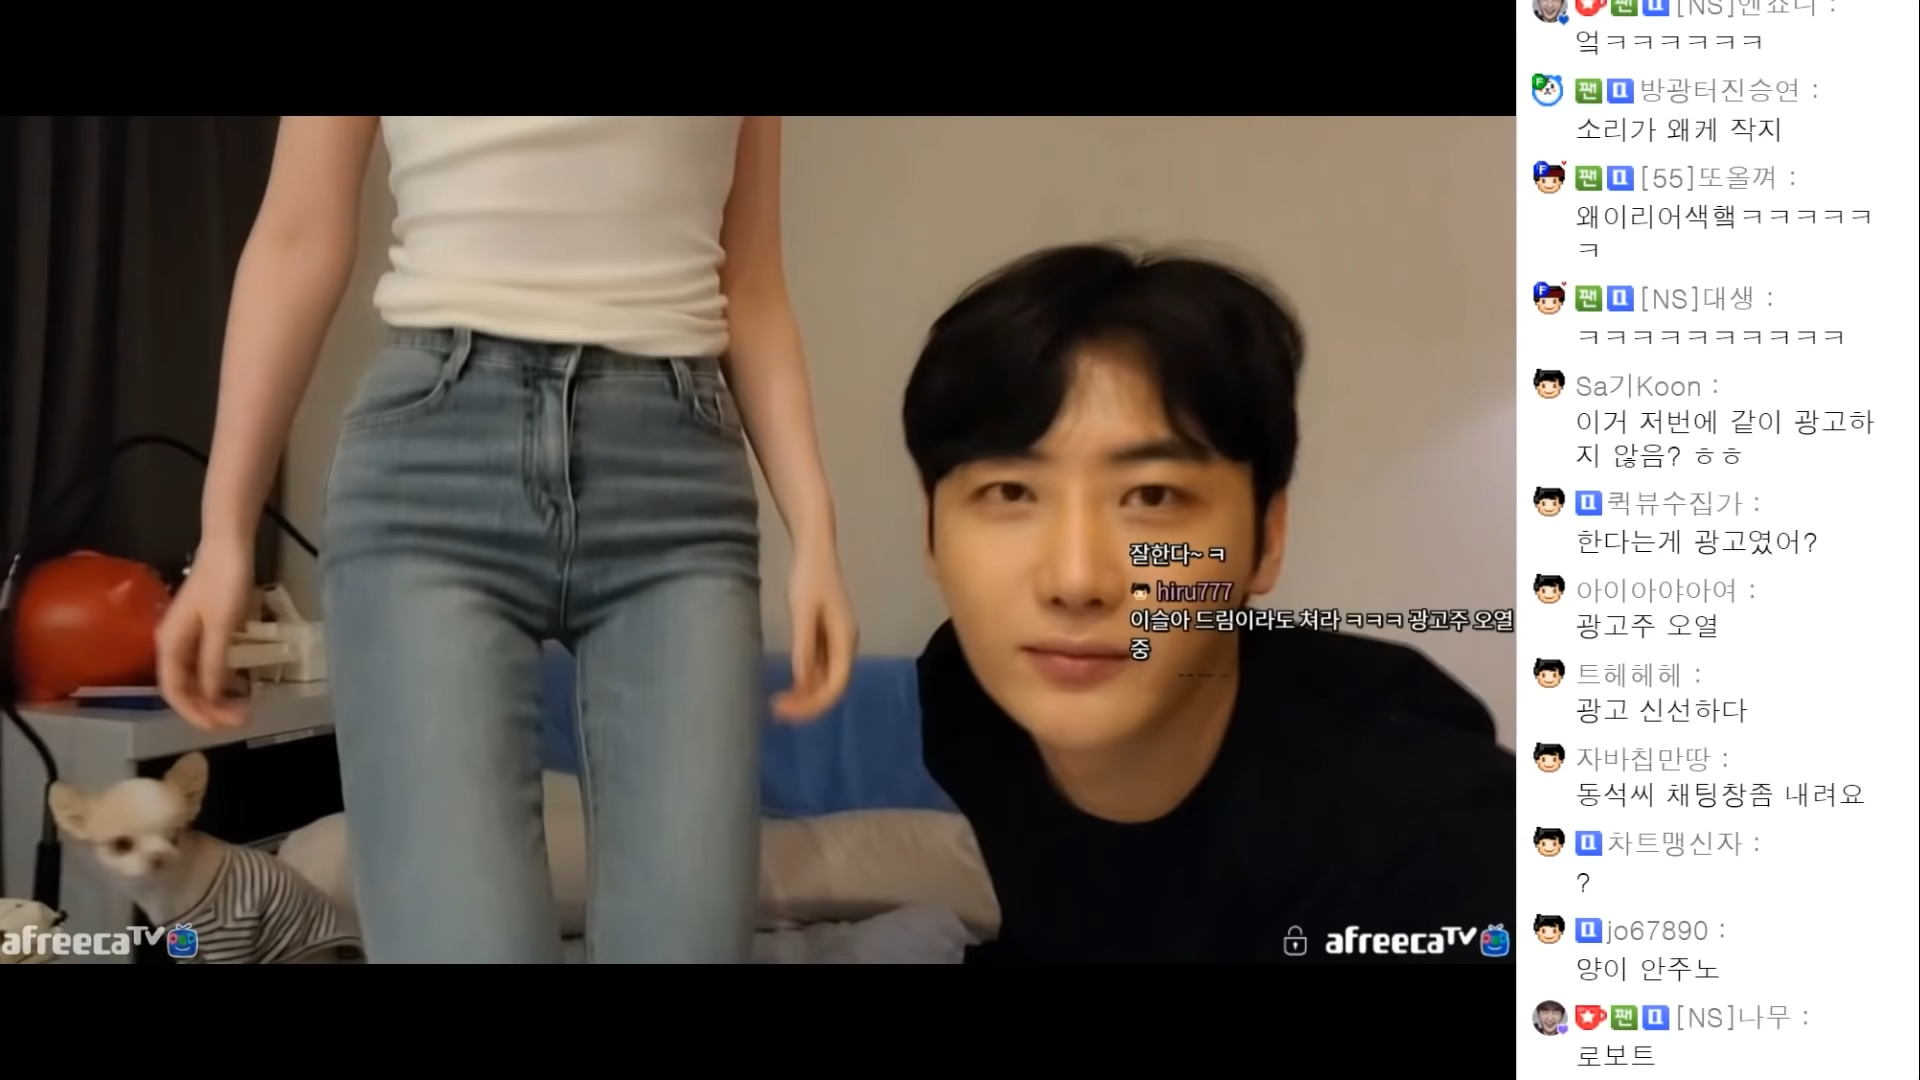 잘한다~ ㅋ
hiru777
이슬아 드림이라도 쳐라 ㅋㅋㅋ 광고주 오열
중
afreecaTV
afreecaTV
[NS]엔쵸디 :
엌ㅋㅋㅋㅋㅋㅋ
팬 방광터진승연 :
소리가 왜케 작지
팬 [55]또올껴 :
왜이리어색핼ㅋㅋㅋㅋㅋ
ㅋ
팬 [NS]대생 :
ㅋㅋㅋㅋㅋㅋㅋㅋㅋㅋ
Sa기Koon :
이거 저번에 같이 광고하
지 않음? ㅎㅎ
퀵뷰수집가 :
한다는게 광고였어?
아이아야아여 :
광고주 오열
트헤헤헤 :
광고 신선하다
자바칩만땅 :
동석씨 채팅창좀 내려요
차트맹신자 :
?
jo67890 :
양이 안주노
팬 [NS]나무 :
로보트